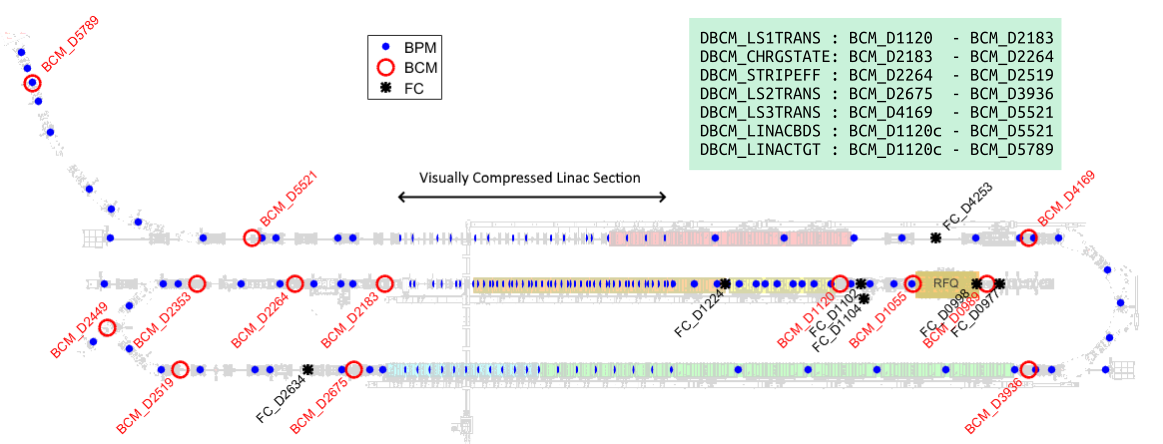 BCM_D5789
BPM
BCM
FC
DBCM_LS1TRANS : BCM_D1120 - BCM_D2183
DBCM_CHRGSTATE: BCM_D2183 - BCM_D2264
DBCM_STRIPEFF : BCM_D2264 - BCM_D2519
DBCM_LS2TRANS : BCM_D2675 - BCM_D3936
DBCM_LS3TRANS : BCM_D4169 - BCM_D5521
DBCM_LINACBDS : BCM_D1120c - BCM_D5521
DBCM_LINACTGT : BCM_D1120c - BCM_D5789
Visually Compressed Linac Section
BCM_D5521
FC_D4253
BCM_D4169
RFQ
BCM_D2449
BCM_D2353
BCM_D2264
BCM_D2183
FC_D1224
BCM_D1120
FC_D1102
FC_D1104
BCM_D1055
FC_D0998
BCM_D0989
FC_D0977
BCM_D2519
FC_D2634
BCM_D2675
BCM_D3936